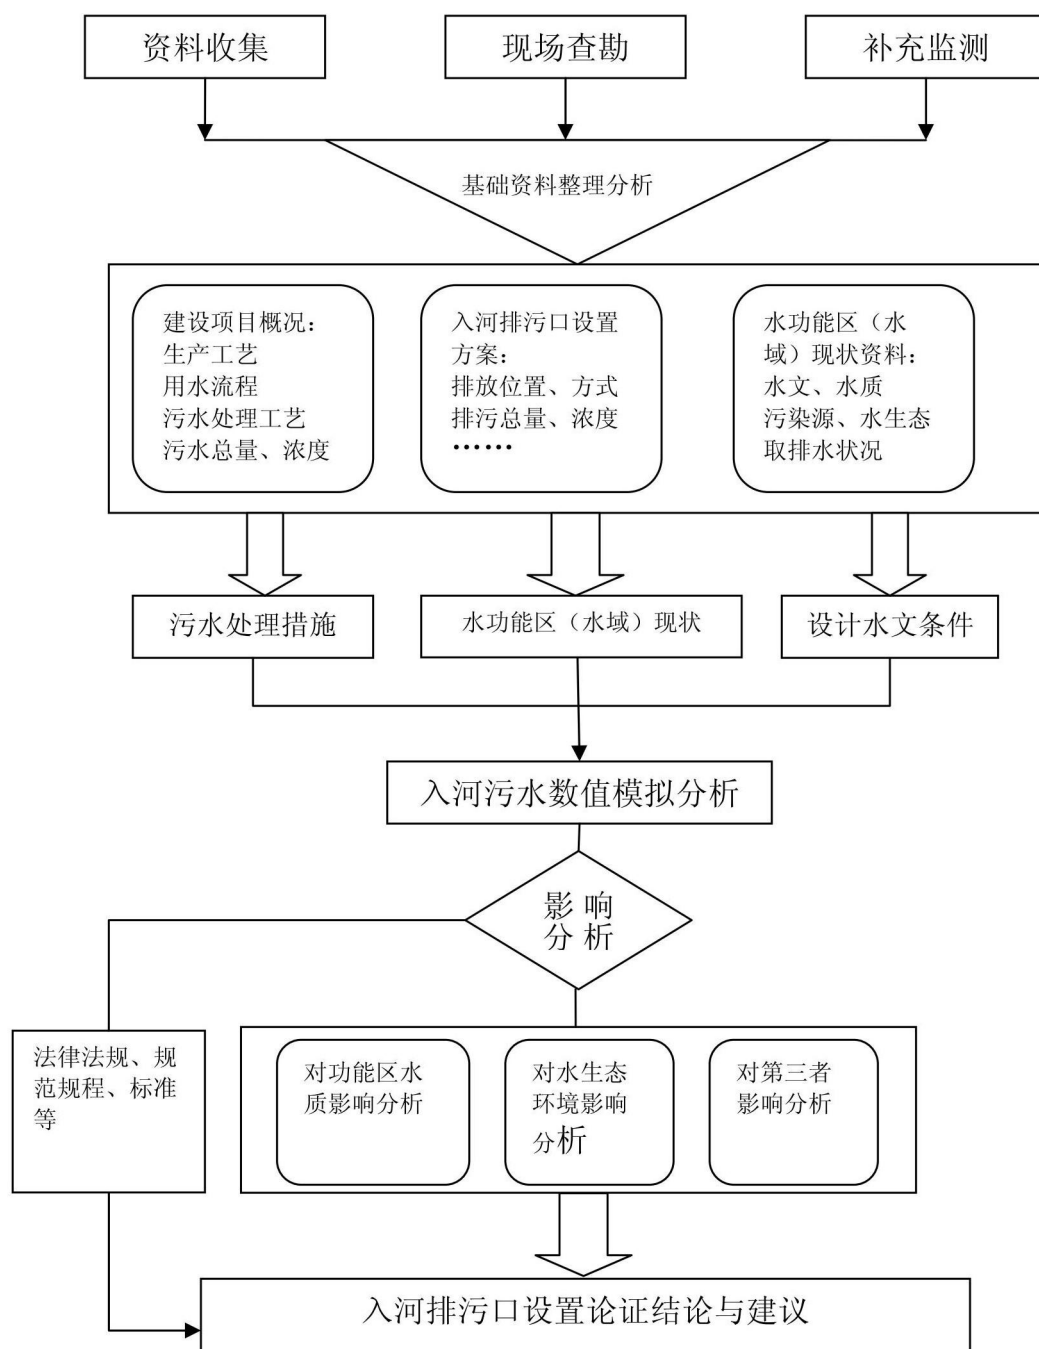 资料收集
现场查勘
补充监测
基础资料整理分析
建设项目概况：
生产工艺
用水流程
污水处理工艺
污水总量、浓度
入河排污口设置
方案：
排放位置、方式
排污总量、浓度
……
水功能区（水
域）现状资料：
水文、水质
污染源、水生态
取排水状况
污水处理措施
水功能区（水域）现状
设计水文条件
入河污水数值模拟分析
影 响
分 析
法律法规、规
范规程、标准
等
对功能区水
质影响分析
对水生态
环境影响
分析
对第三者
影响分析
入河排污口设置论证结论与建议